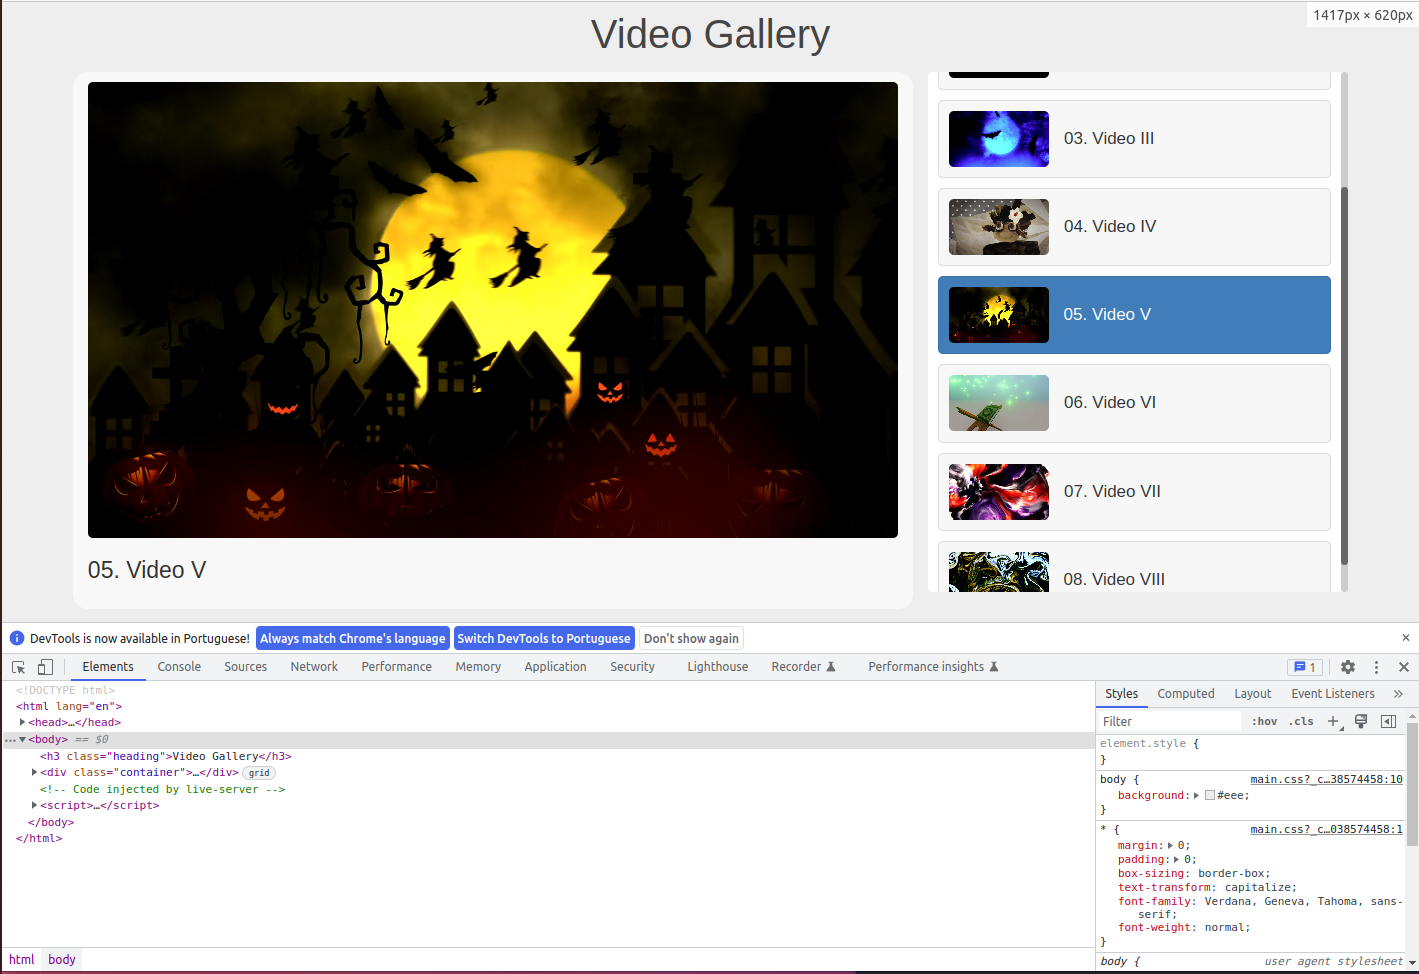 1417px × 620px
Video Gallery
03. Video III
04. Video IV
05. Video V
06. Video VI
07. Video VII
08. Video VIII
05. Video V
DevTools is now available in Portuguese! Always match Chrome's language Switch DevTools to Portuguese Don't show again ×
Elements Console Sources Network Performance Memory Application Security Lighthouse Recorder Performance insights 1
<!DOCTYPE html>
<html lang="en">
<head>…</head>
<body> == $0
<h3 class="heading">Video Gallery</h3>
<div class="container">…</div> grid
<!-- Code injected by live-server -->
<script>…</script>
</body>
</html>
html body
Styles Computed Layout Event Listeners »
Filter :hov .cls +
element.style {
}
body { main.css?_c…38574458:10
background: #eee;
}
* { main.css?_c…038574458:1
margin: 0;
padding: 0;
box-sizing: border-box;
text-transform: capitalize;
font-family: Verdana, Geneva, Tahoma, sans-
serif;
font-weight: normal;
}
body { user agent stylesheet